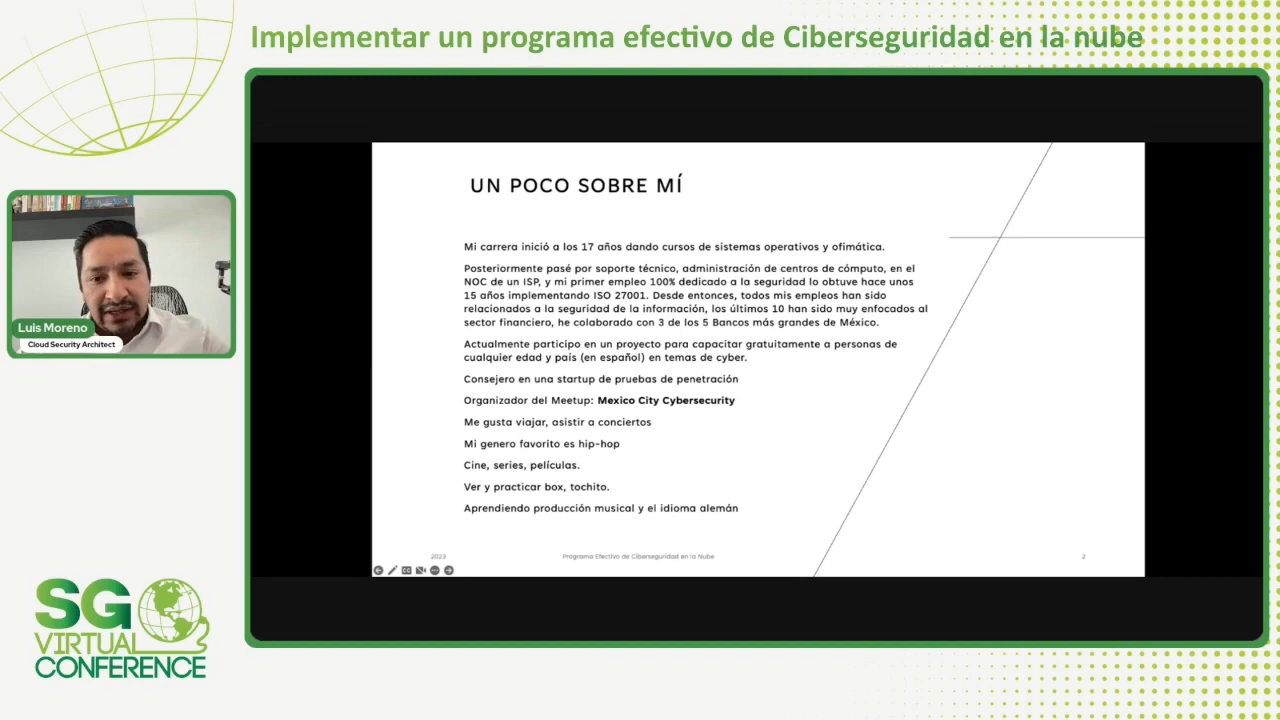 Implementar un programa efectivo de Ciberseguridad en la nube
UN POCO SOBRE MÍ
Mi carrera inició a los 17 años dando cursos de sistemas operativos y ofimática.
Posteriormente pasé por soporte técnico, administración de centros de cómputo, en el
NOC de un ISP, y mi primer empleo 100% dedicado a la seguridad lo obtuve hace unos
15 años implementando ISO 27001. Desde entonces, todos mis empleos han sido
relacionados a la seguridad de la información, los últimos 10 han sido muy enfocados al
sector financiero, he colaborado con 3 de los 5 Bancos más grandes de México.
Actualmente participo en un proyecto para capacitar gratuitamente a personas de
cualquier edad y país (en español) en temas de cyber.
Consejero en una startup de pruebas de penetración
Organizador del Meetup: Mexico City Cybersecurity
Me gusta viajar, asistir a conciertos
Mi genero favorito es hip-hop
Cine, series, películas.
Ver y practicar box, tochito.
Aprendiendo producción musical y el idioma alemán
2023
Programa Efectivo de Ciberseguridad en la Nube
2
CC
Luis Moreno
Cloud Security Architect
SG
VIRTUAL
CONFERENCE